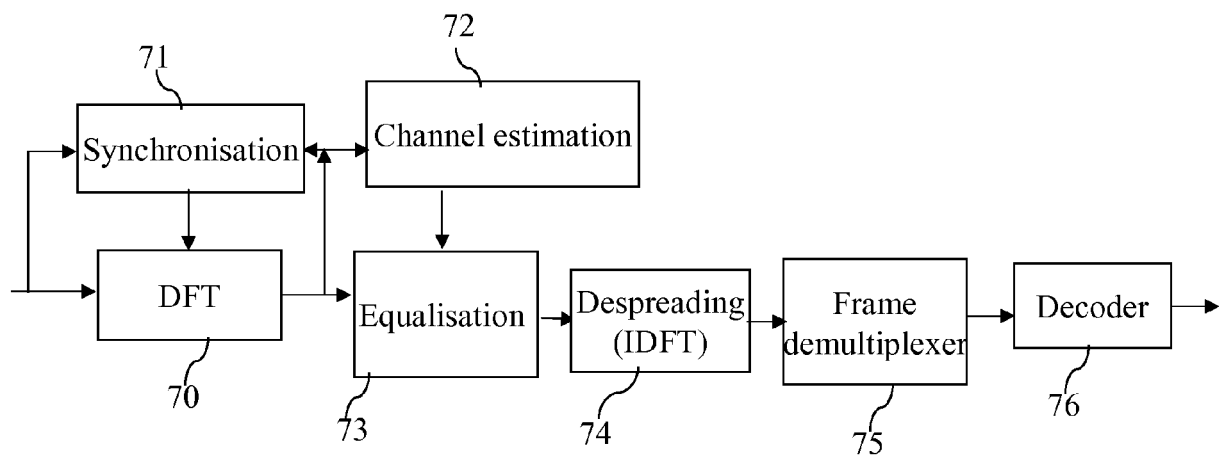 72
71
Synchronisation
Channel estimation
DFT
Equalisation
Despreading
(IDFT)
Frame
demultiplexer
Decoder
70
73
74
75
76